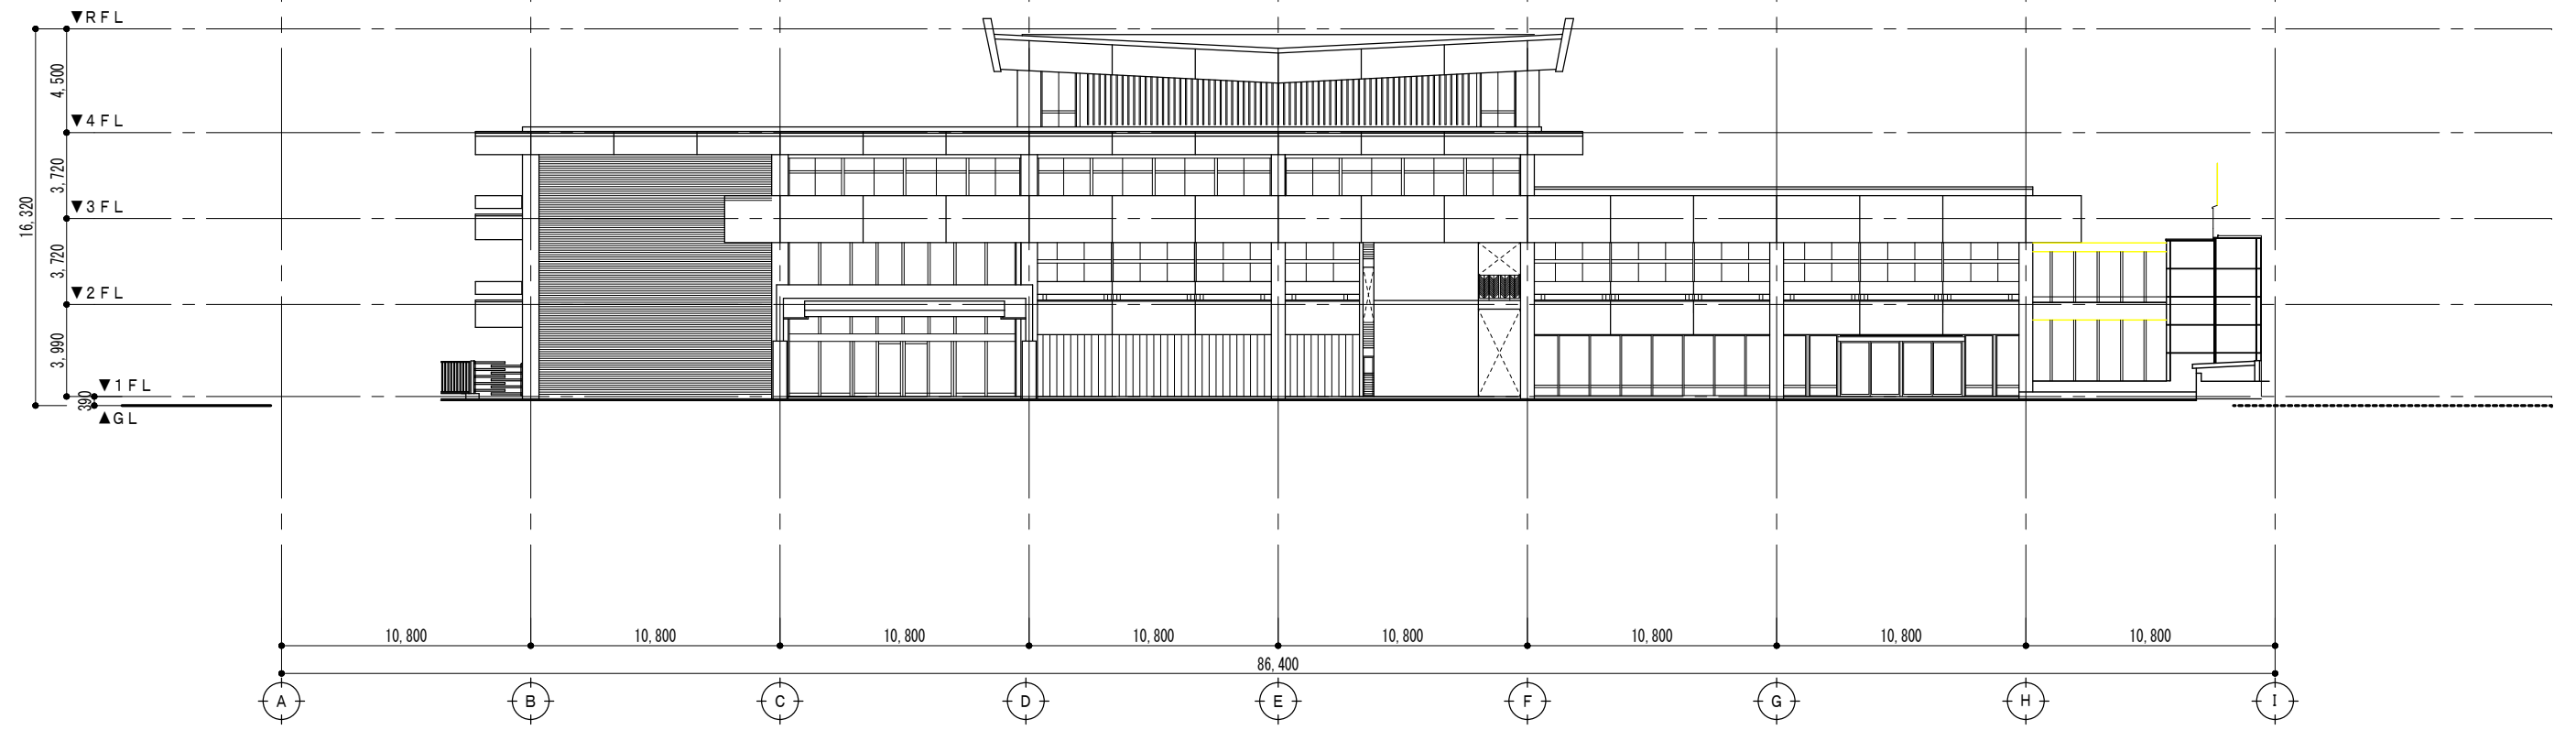 ▼RFL
4,500
▼4FL
3,720
▼3FL
16,320
3,720
▼2FL
3,990
▼1FL
390
▲GL
10,800 10,800 10,800 10,800 10,800 10,800 10,800 10,800
86,400
A B C D E F G H I